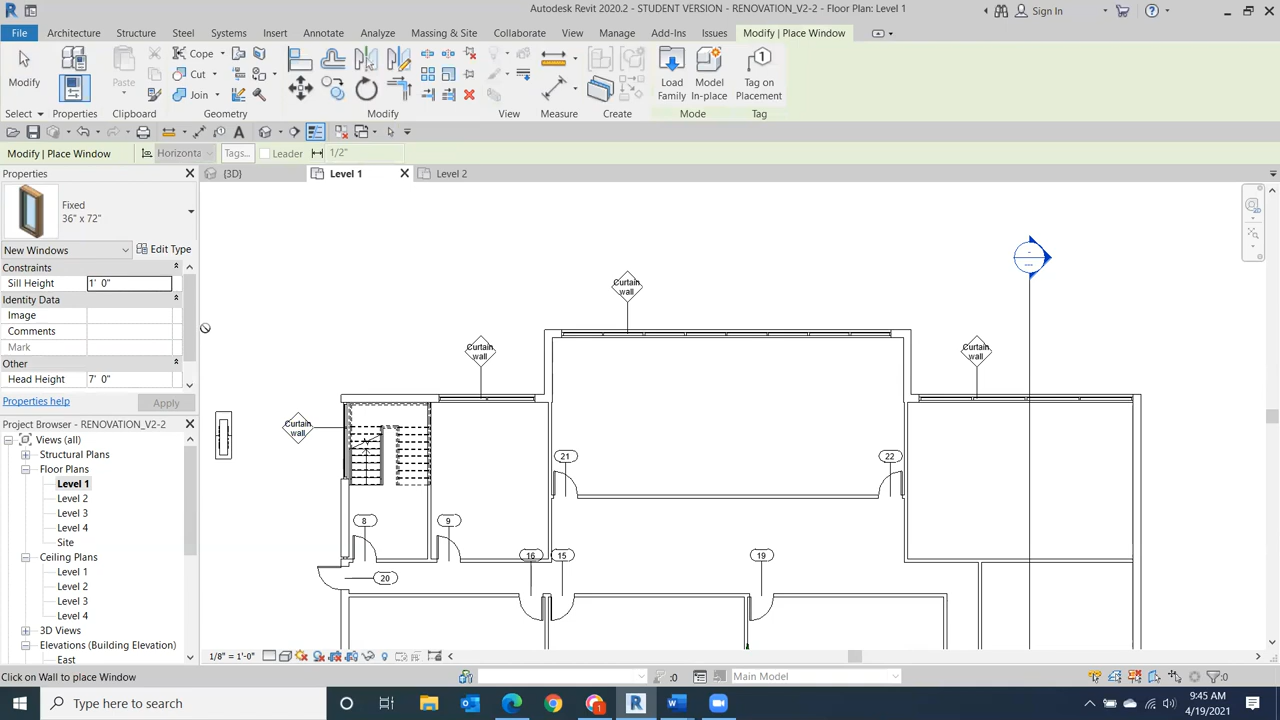 Autodesk Revit 2020.2 - STUDENT VERSION - RENOVATION_V2-2 - Floor Plan: Level 1
Sign In
File
Architecture
Structure
Steel
Systems
Insert
Annotate
Analyze
Massing & Site
Collaborate
View
Manage
Add-Ins
Issues
Modify | Place Window
Modify
Paste
Cope
Cut
Join
Load Family
Model In-place
Tag on Placement
Select
Properties
Clipboard
Geometry
Modify
View
Measure
Create
Mode
Tag
Modify | Place Window
Horizonta
Tags...
Leader
1/2"
Properties
{3D}
Level 1
Level 2
Fixed
36" x 72"
New Windows
Edit Type
Constraints
Sill Height
1' 0"
Identity Data
Image
Comments
Mark
Other
Head Height
7' 0"
Properties help
Apply
Project Browser - RENOVATION_V2-2
Views (all)
Structural Plans
Floor Plans
Level 1
Level 2
Level 3
Level 4
Site
Ceiling Plans
Level 1
Level 2
Level 3
Level 4
3D Views
Elevations (Building Elevation)
East
Curtain wall
Curtain wall
Curtain wall
Curtain wall
21
22
8
9
16
15
19
20
1/8" = 1'-0"
Click on Wall to place Window
:0
Main Model
:0
Type here to search
9:45 AM
4/19/2021